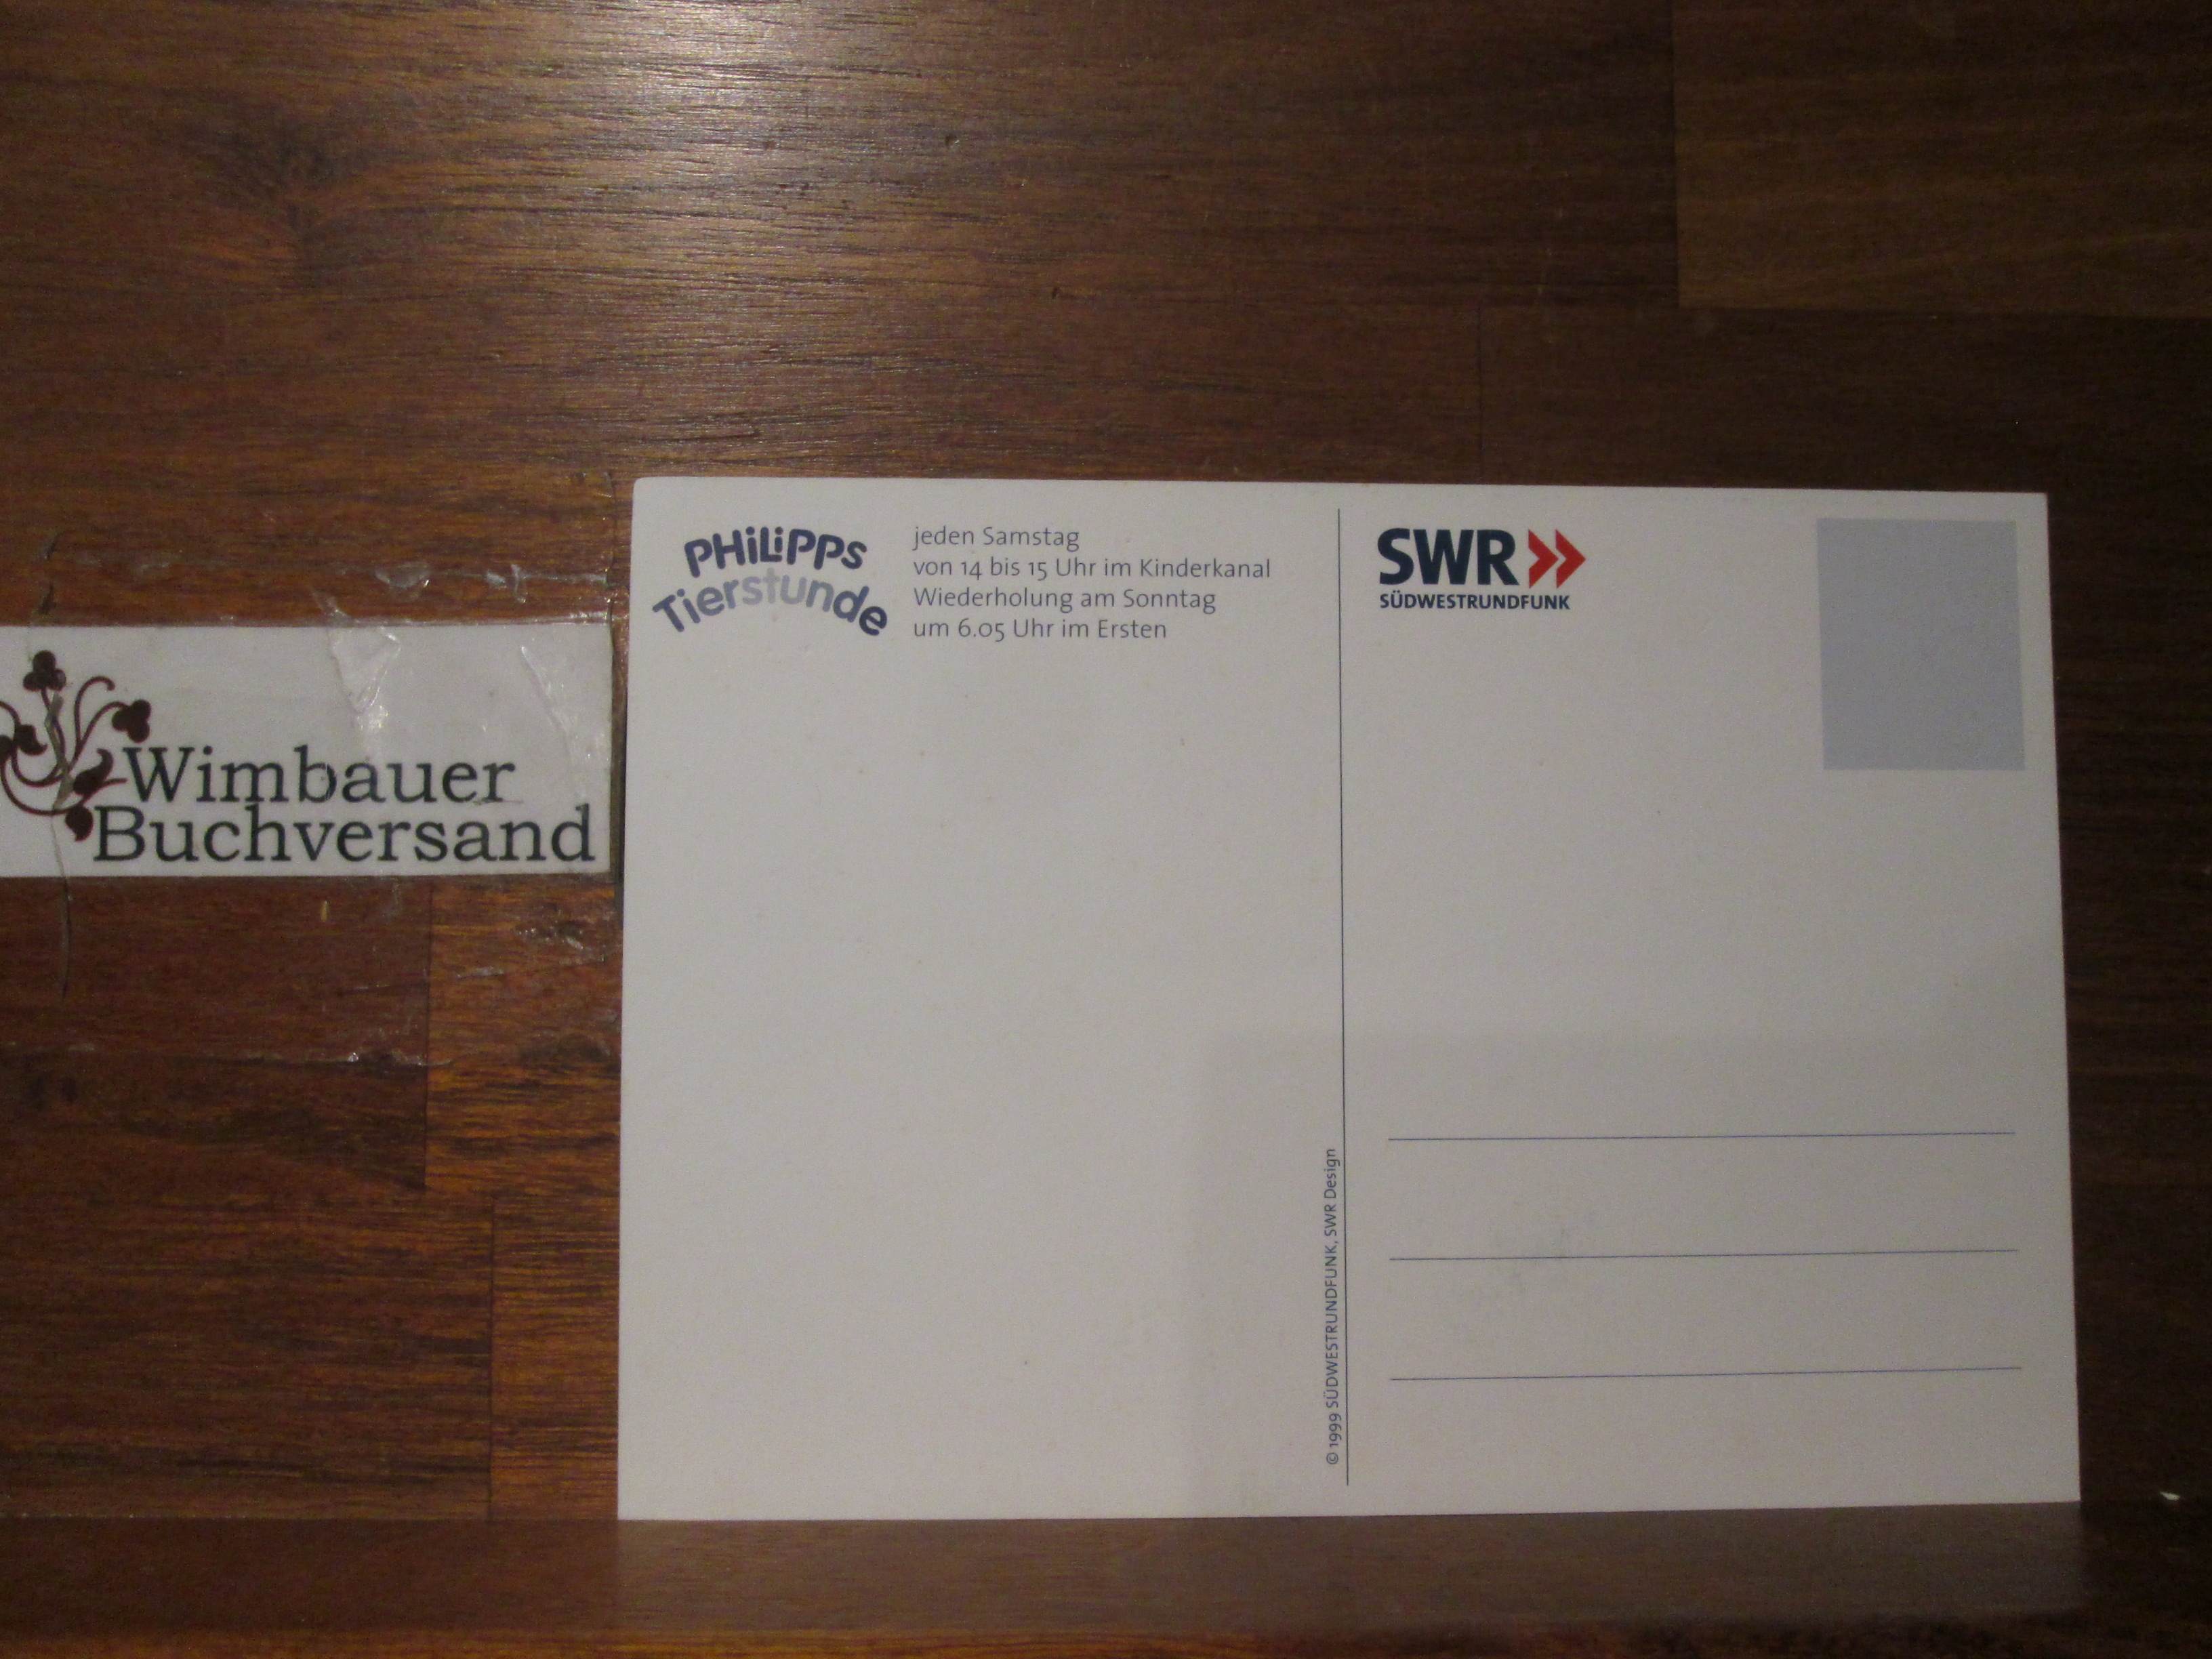 Wimbauer
Buchversand
PHiLiPPS
Tierstunde
jeden Samstag
von 14 bis 15 Uhr im Kinderkanal
Wiederholung am Sonntag
um 6.05 Uhr im Ersten
SWR
SÜDWESTRUNDFUNK
© 1999 SÜDWESTRUNDFUNK, SWR Design